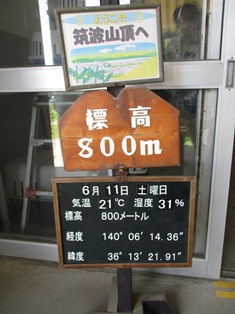 ようこそ
筑波山頂へ
標高
800m
6月11日 土曜日
気温 21℃ 湿度 31%
標高 800メートル
経度 140° 06′ 14.36″
緯度 36° 13′ 21.91″